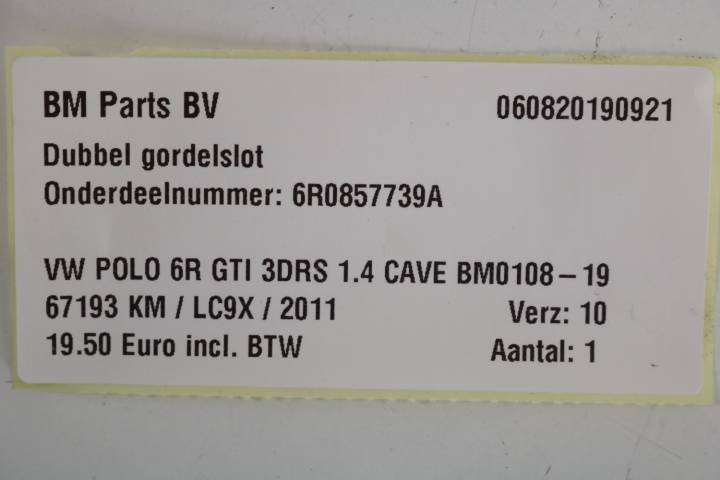 BM Parts BV 060820190921
Dubbel gordelslot
Onderdeelnummer: 6R0857739A
VW POLO 6R GTI 3DRS 1.4 CAVE BM0108-19
67193 KM / LC9X / 2011 Verz: 10
19.50 Euro incl. BTW Aantal: 1